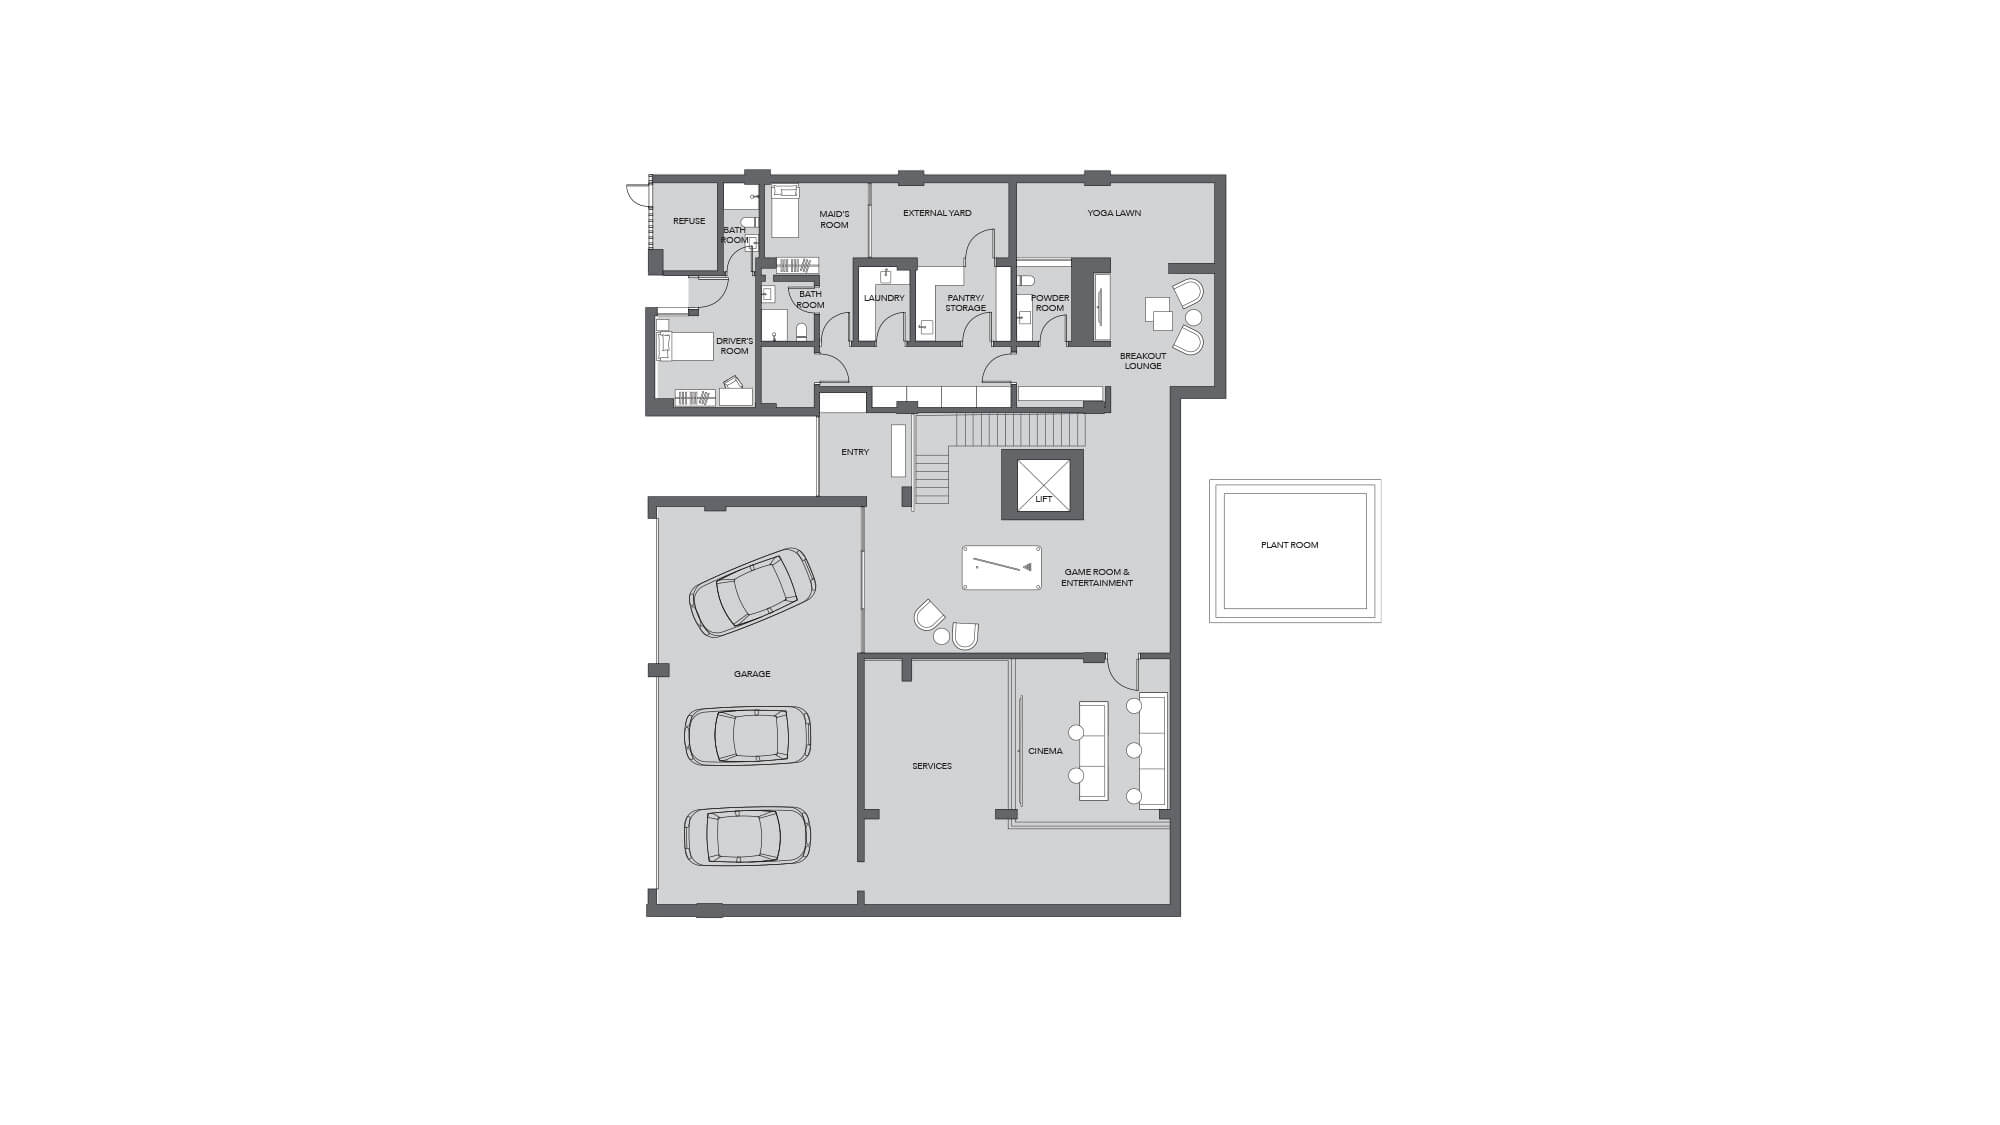 REFUSE
BATH
ROOM
MAID'S
ROOM
EXTERNAL YARD
YOGA LAWN
BATH
ROOM
LAUNDRY
PANTRY/
STORAGE
POWDER
ROOM
DRIVER'S
ROOM
BREAKOUT
LOUNGE
ENTRY
LIFT
PLANT ROOM
GAME ROOM &
ENTERTAINMENT
GARAGE
CINEMA
SERVICES